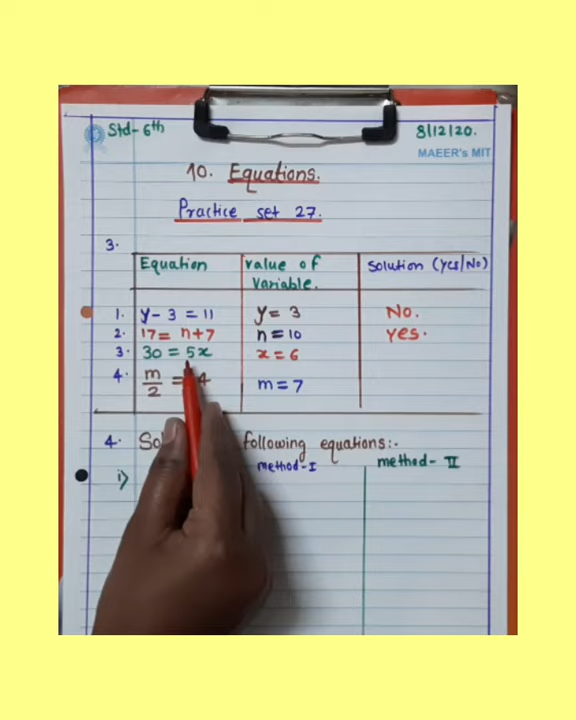 Std- 6th
8/12/20.
MAEER's MIT
10. Equations.
Practice set 27.
3.
Equation value of variable. solution (yes/No)
1. y - 3 = 11 y = 3 No.
2. 17 = n+7 n = 10 yes.
3. 30 = 5x x = 6
4. m/2 = 4 m = 7
4. So following equations:-
method-I method-II
i)